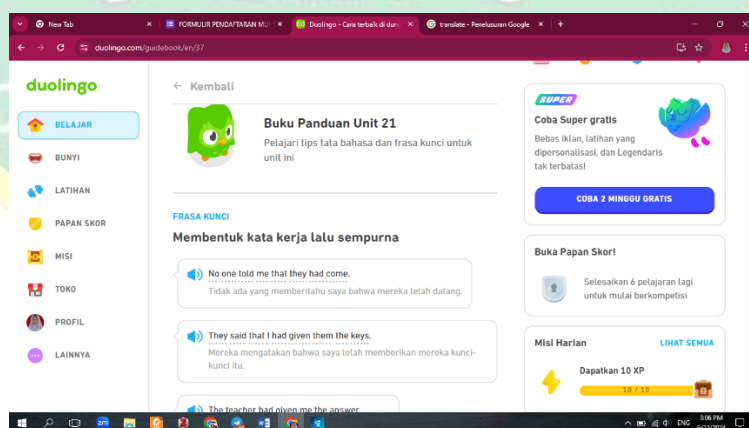 New Tab
FORMULIR PENDAFTARAN MU
Duolingo - Cara terbaik di duni
translate - Penelusuran Google
duolingo.com/guidebook/en/37
duolingo
BELAJAR
BUNYI
LATIHAN
PAPAN SKOR
MISI
TOKO
PROFIL
LAINNYA
Kembali
Buku Panduan Unit 21
Pelajari tips tata bahasa dan frasa kunci untuk
unit ini
FRASA KUNCI
Membentuk kata kerja lalu sempurna
No one told me that they had come.
Tidak ada yang memberitahu saya bahwa mereka telah datang.
They said that I had given them the keys.
Mereka mengatakan bahwa saya telah memberikan mereka kunci-
kunci itu.
The teacher had given me the answer
SUPER
Coba Super gratis
Bebas iklan, latihan yang
dipersonalisasi, dan Legendaris
tak terbatas!
COBA 2 MINGGU GRATIS
Buka Papan Skor!
Selesaikan 6 pelajaran lagi
untuk mulai berkompetisi
Misi Harian
LIHAT SEMUA
Dapatkan 10 XP
10 / 10
ENG
3:06 PM